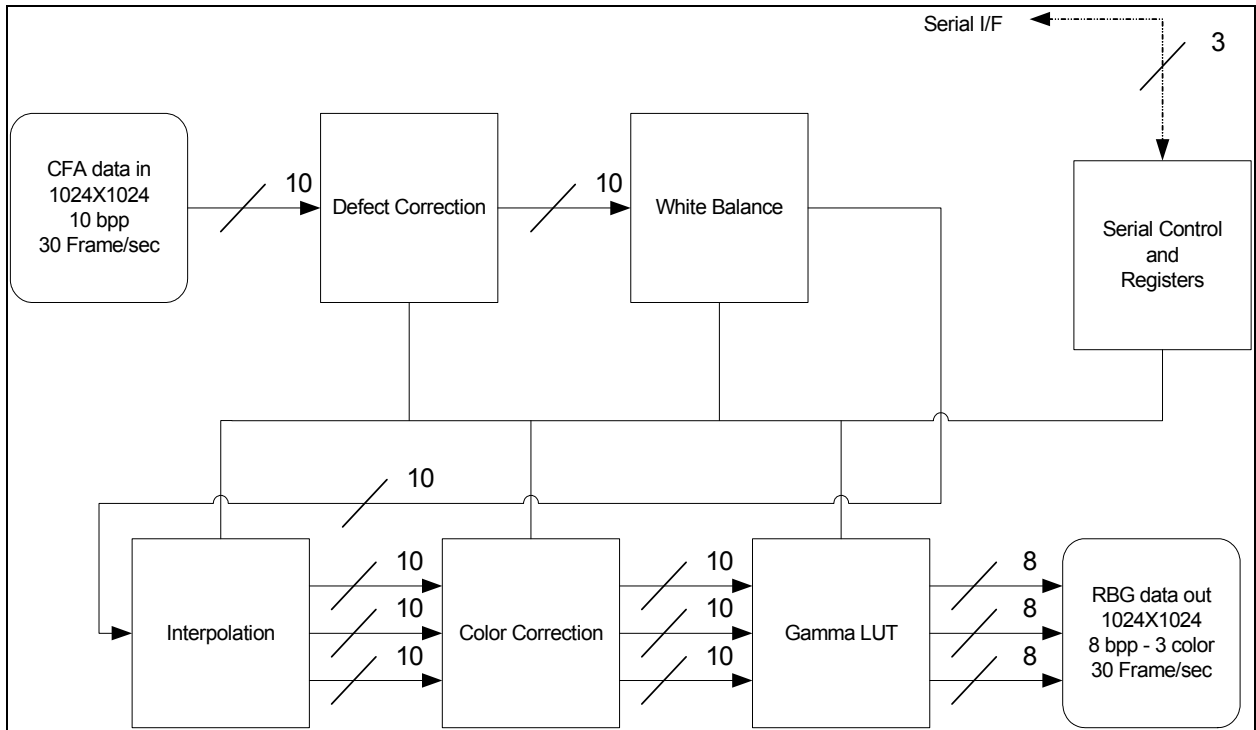 Serial I/F
3
CFA data in
1024X1024
10 bpp
30 Frame/sec
10
Defect Correction
10
White Balance
Serial Control
and
Registers
10
Interpolation
10
10
10
Color Correction
10
10
10
Gamma LUT
8
8
8
RBG data out
1024X1024
8 bpp - 3 color
30 Frame/sec